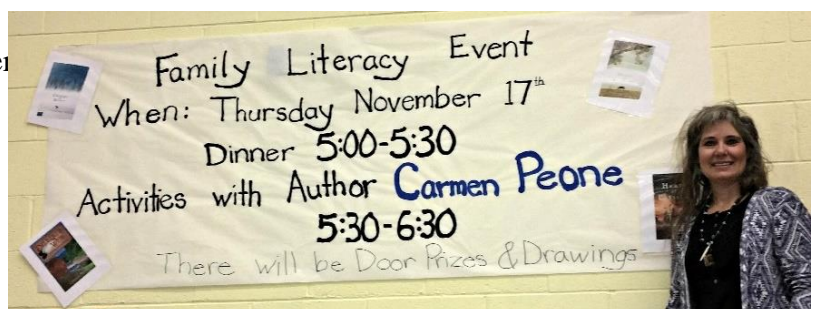 Family Literacy Event
When: Thursday November 17th
Dinner 5:00-5:30
Activities with Author Carmen Peone
5:30-6:30
There will be Door Prizes & Drawings